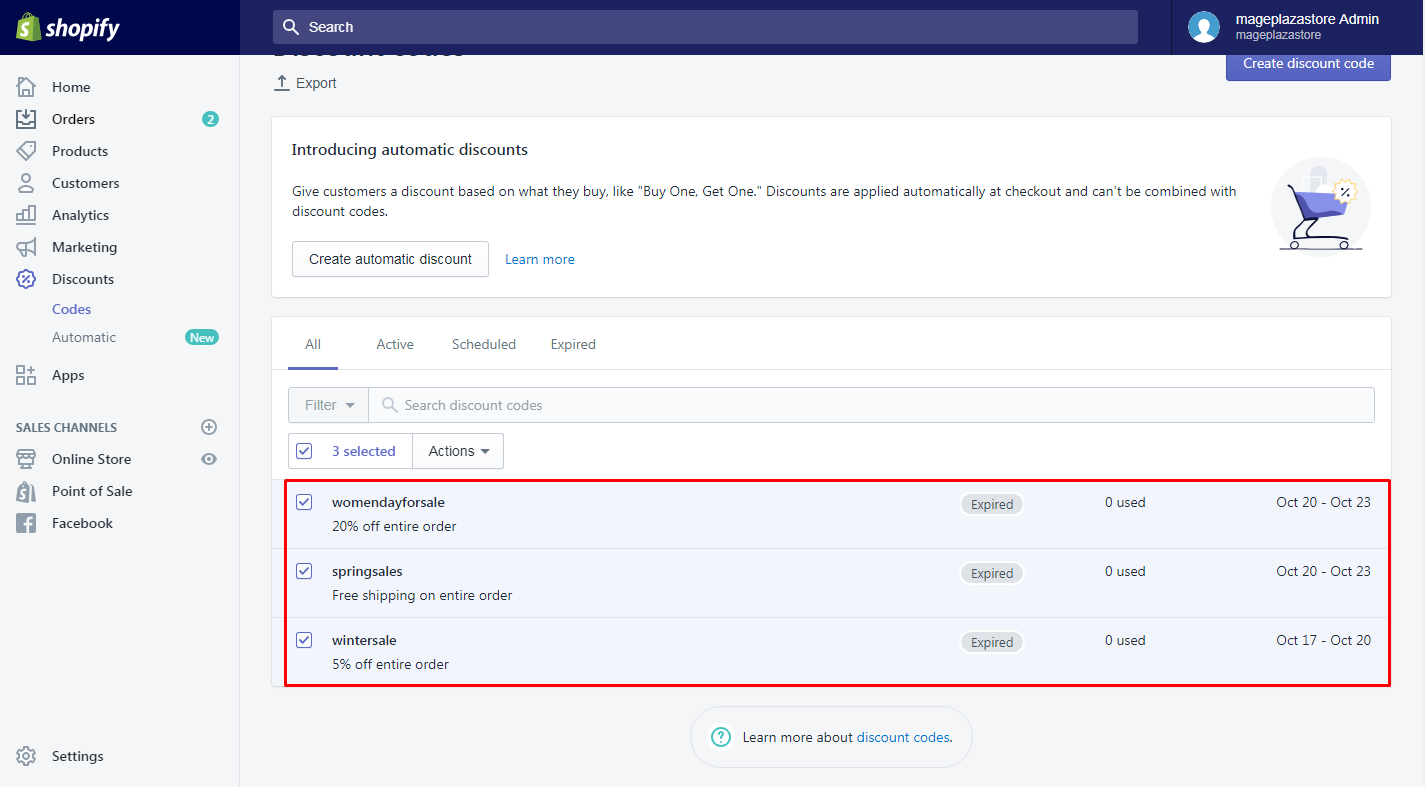 shopify
Search
mageplazastore Admin
mageplazastore
Discount codes
Create discount code
Export
Home
Orders 2
Products
Customers
Analytics
Marketing
Discounts
Codes
Automatic New
Apps
SALES CHANNELS
Online Store
Point of Sale
Facebook
Settings
Introducing automatic discounts
Give customers a discount based on what they buy, like "Buy One, Get One." Discounts are applied automatically at checkout and can't be combined with
discount codes.
Create automatic discount Learn more
All Active Scheduled Expired
Filter Search discount codes
3 selected Actions
womendayforsale Expired 0 used Oct 20 - Oct 23
20% off entire order
springsales Expired 0 used Oct 20 - Oct 23
Free shipping on entire order
wintersale Expired 0 used Oct 17 - Oct 20
5% off entire order
Learn more about discount codes.